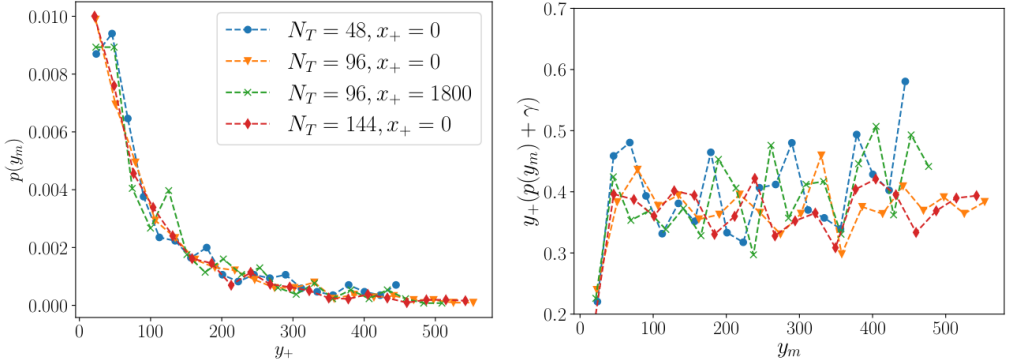 0.010
0.008
0.006
0.004
0.002
0.000
p(y_m)
0 100 200 300 400 500
y_+
N_T = 48, x_+ = 0
N_T = 96, x_+ = 0
N_T = 96, x_+ = 1800
N_T = 144, x_+ = 0
0.7
0.6
0.5
0.4
0.3
0.2
y_+(p(y_m) + γ)
0 100 200 300 400 500
y_m